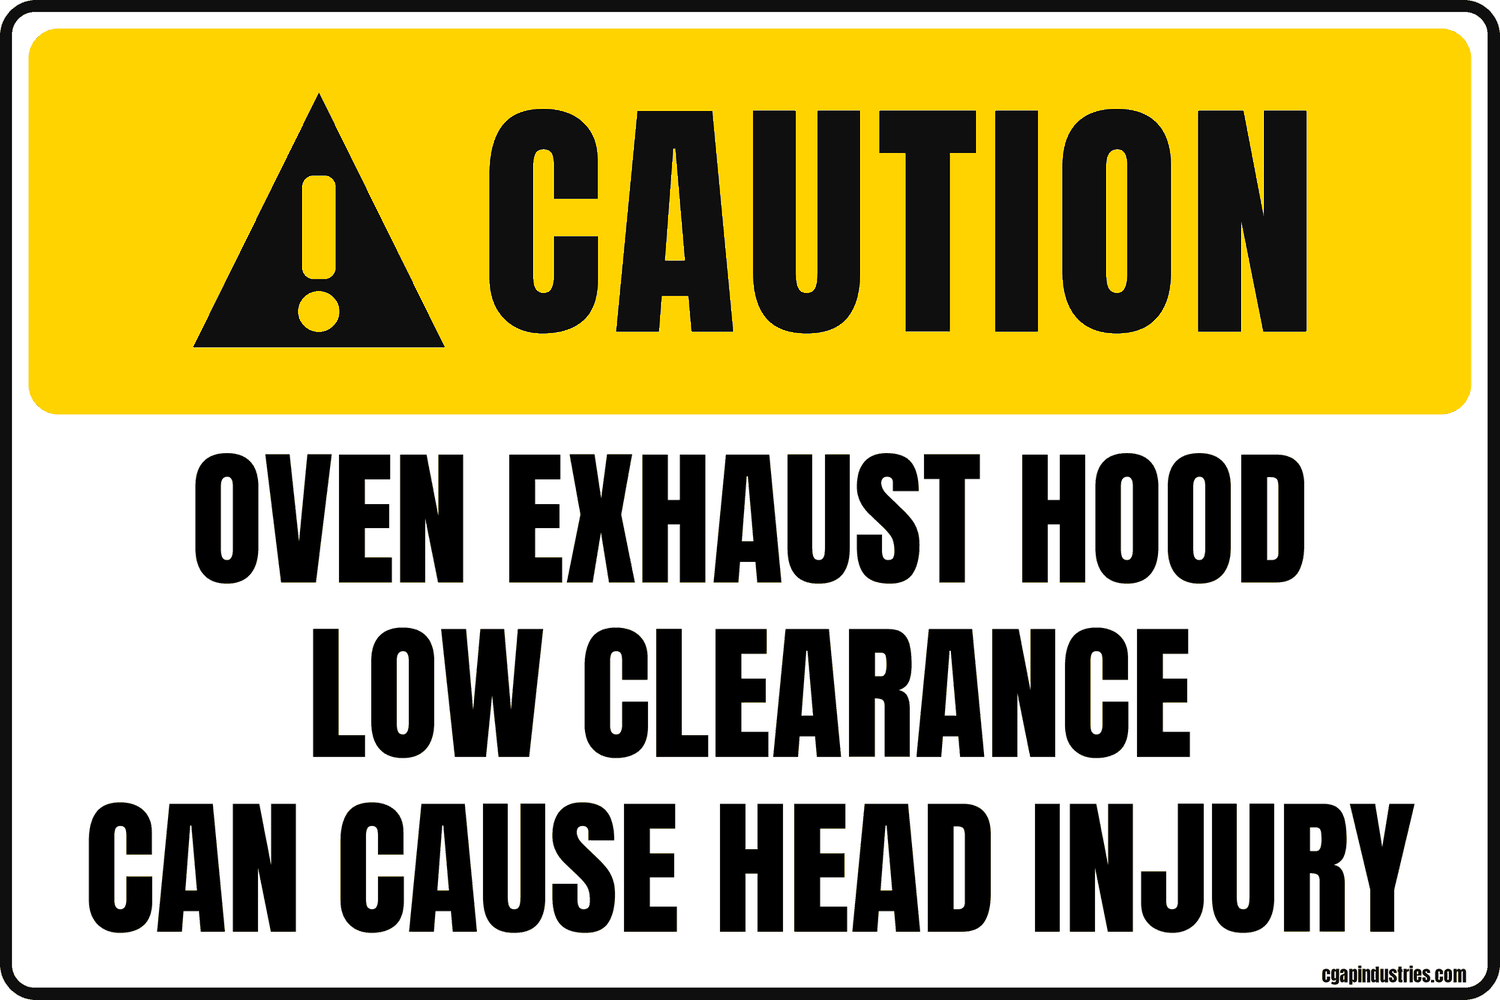 CAUTION
OVEN EXHAUST HOOD
LOW CLEARANCE
CAN CAUSE HEAD INJURY
cgapindustries.com